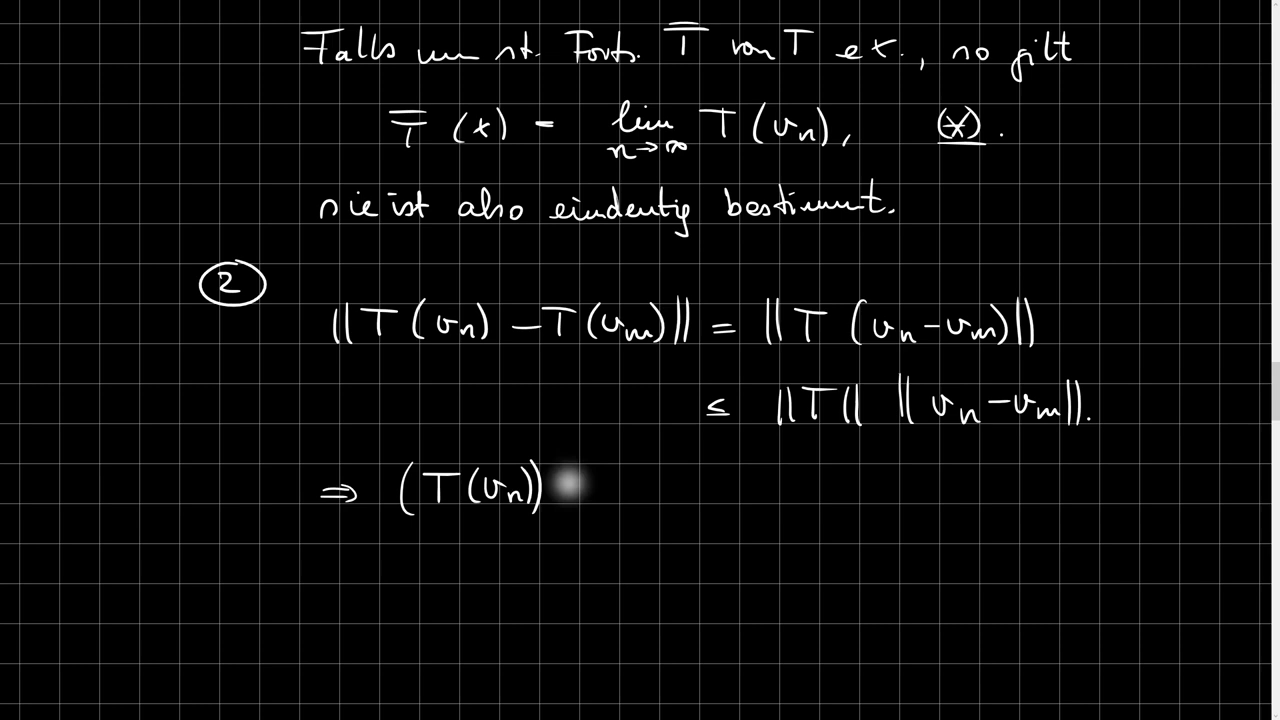 Falls nun st. Forts. T̅ von T ex., so gilt
T̅ (x) = lim_{n→∞} T(v_n), (*).
sie ist also eindeutig bestimmt.
2
||T(v_n) − T(v_m)|| = ||T (v_n − v_m)||
≤ ||T|| ||v_n − v_m||.
⇒ (T(v_n))